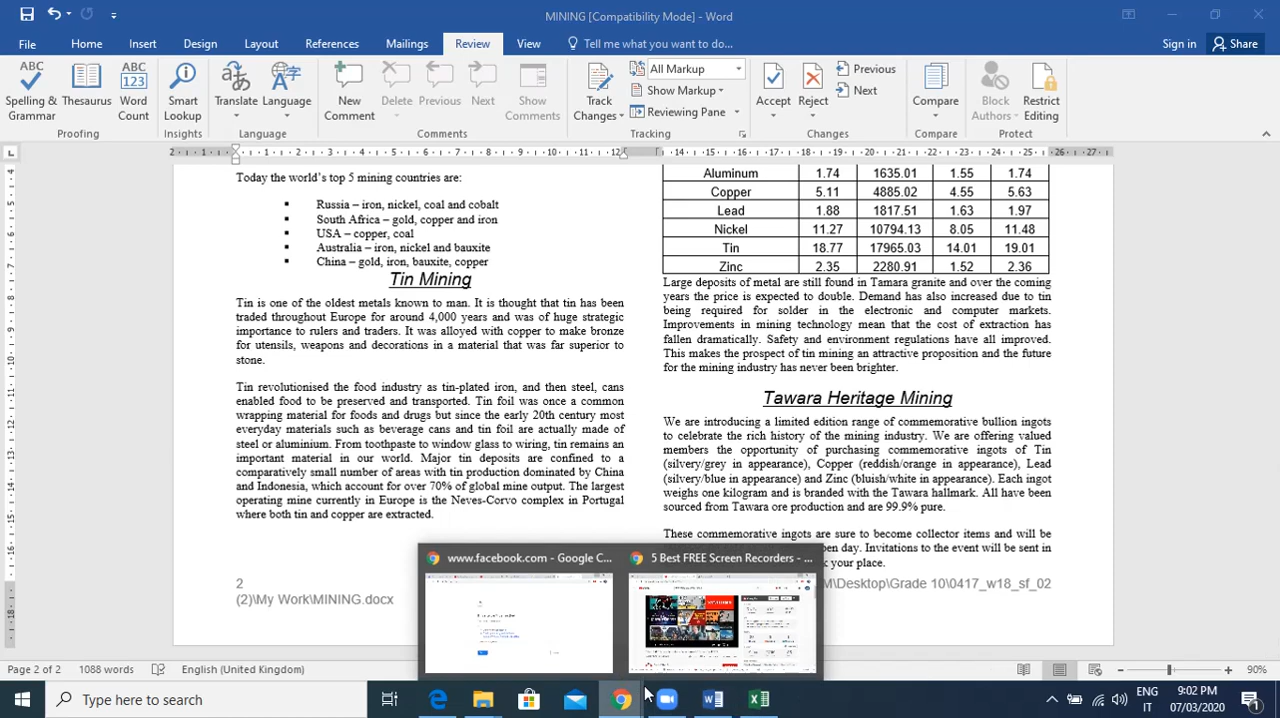 MINING [Compatibility Mode] - Word
File Home Insert Design Layout References Mailings Review View Tell me what you want to do... Sign in Share
ABC ABC 123
Spelling & Grammar Thesaurus Word Count Smart Lookup Translate Language New Comment Delete Previous Next Show Comments Track Changes Accept Reject Compare Block Authors Restrict Editing
All Markup
Show Markup
Reviewing Pane
Previous
Next
Proofing Insights Language Comments Tracking Changes Compare Protect
Today the world's top 5 mining countries are:
▪ Russia – iron, nickel, coal and cobalt
▪ South Africa – gold, copper and iron
▪ USA – copper, coal
▪ Australia – iron, nickel and bauxite
▪ China – gold, iron, bauxite, copper
Tin Mining
Tin is one of the oldest metals known to man. It is thought that tin has been
traded throughout Europe for around 4,000 years and was of huge strategic
importance to rulers and traders. It was alloyed with copper to make bronze
for utensils, weapons and decorations in a material that was far superior to
stone.
Tin revolutionised the food industry as tin-plated iron, and then steel, cans
enabled food to be preserved and transported. Tin foil was once a common
wrapping material for foods and drugs but since the early 20th century most
everyday materials such as beverage cans and tin foil are actually made of
steel or aluminium. From toothpaste to window glass to wiring, tin remains an
important material in our world. Major tin deposits are confined to a
comparatively small number of areas with tin production dominated by China
and Indonesia, which account for over 70% of global mine output. The largest
operating mine currently in Europe is the Neves-Corvo complex in Portugal
where both tin and copper are extracted.
2
(2)\My Work\MINING.docx
Aluminum 1.74 1635.01 1.55 1.74
Copper 5.11 4885.02 4.55 5.63
Lead 1.88 1817.51 1.63 1.97
Nickel 11.27 10794.13 8.05 11.48
Tin 18.77 17965.03 14.01 19.01
Zinc 2.35 2280.91 1.52 2.36
Large deposits of metal are still found in Tamara granite and over the coming
years the price is expected to double. Demand has also increased due to tin
being required for solder in the electronic and computer markets.
Improvements in mining technology mean that the cost of extraction has
fallen dramatically. Safety and environment regulations have all improved.
This makes the prospect of tin mining an attractive proposition and the future
for the mining industry has never been brighter.
Tawara Heritage Mining
We are introducing a limited edition range of commemorative bullion ingots
to celebrate the rich history of the mining industry. We are offering valued
members the opportunity of purchasing commemorative ingots of Tin
(silvery/grey in appearance), Copper (reddish/orange in appearance), Lead
(silvery/blue in appearance) and Zinc (bluish/white in appearance). Each ingot
weighs one kilogram and is branded with the Tawara hallmark. All have been
sourced from Tawara ore production and are 99.9% pure.
These commemorative ingots are sure to become collector items and will be
pen day. Invitations to the event will be sent in
your place.
M\Desktop\Grade 10\0417_w18_sf_02
www.facebook.com - Google C...
5 Best FREE Screen Recorders - ...
1088 words English (United Kingdom) 90%
Type here to search
ENG
IT
9:02 PM
07/03/2020